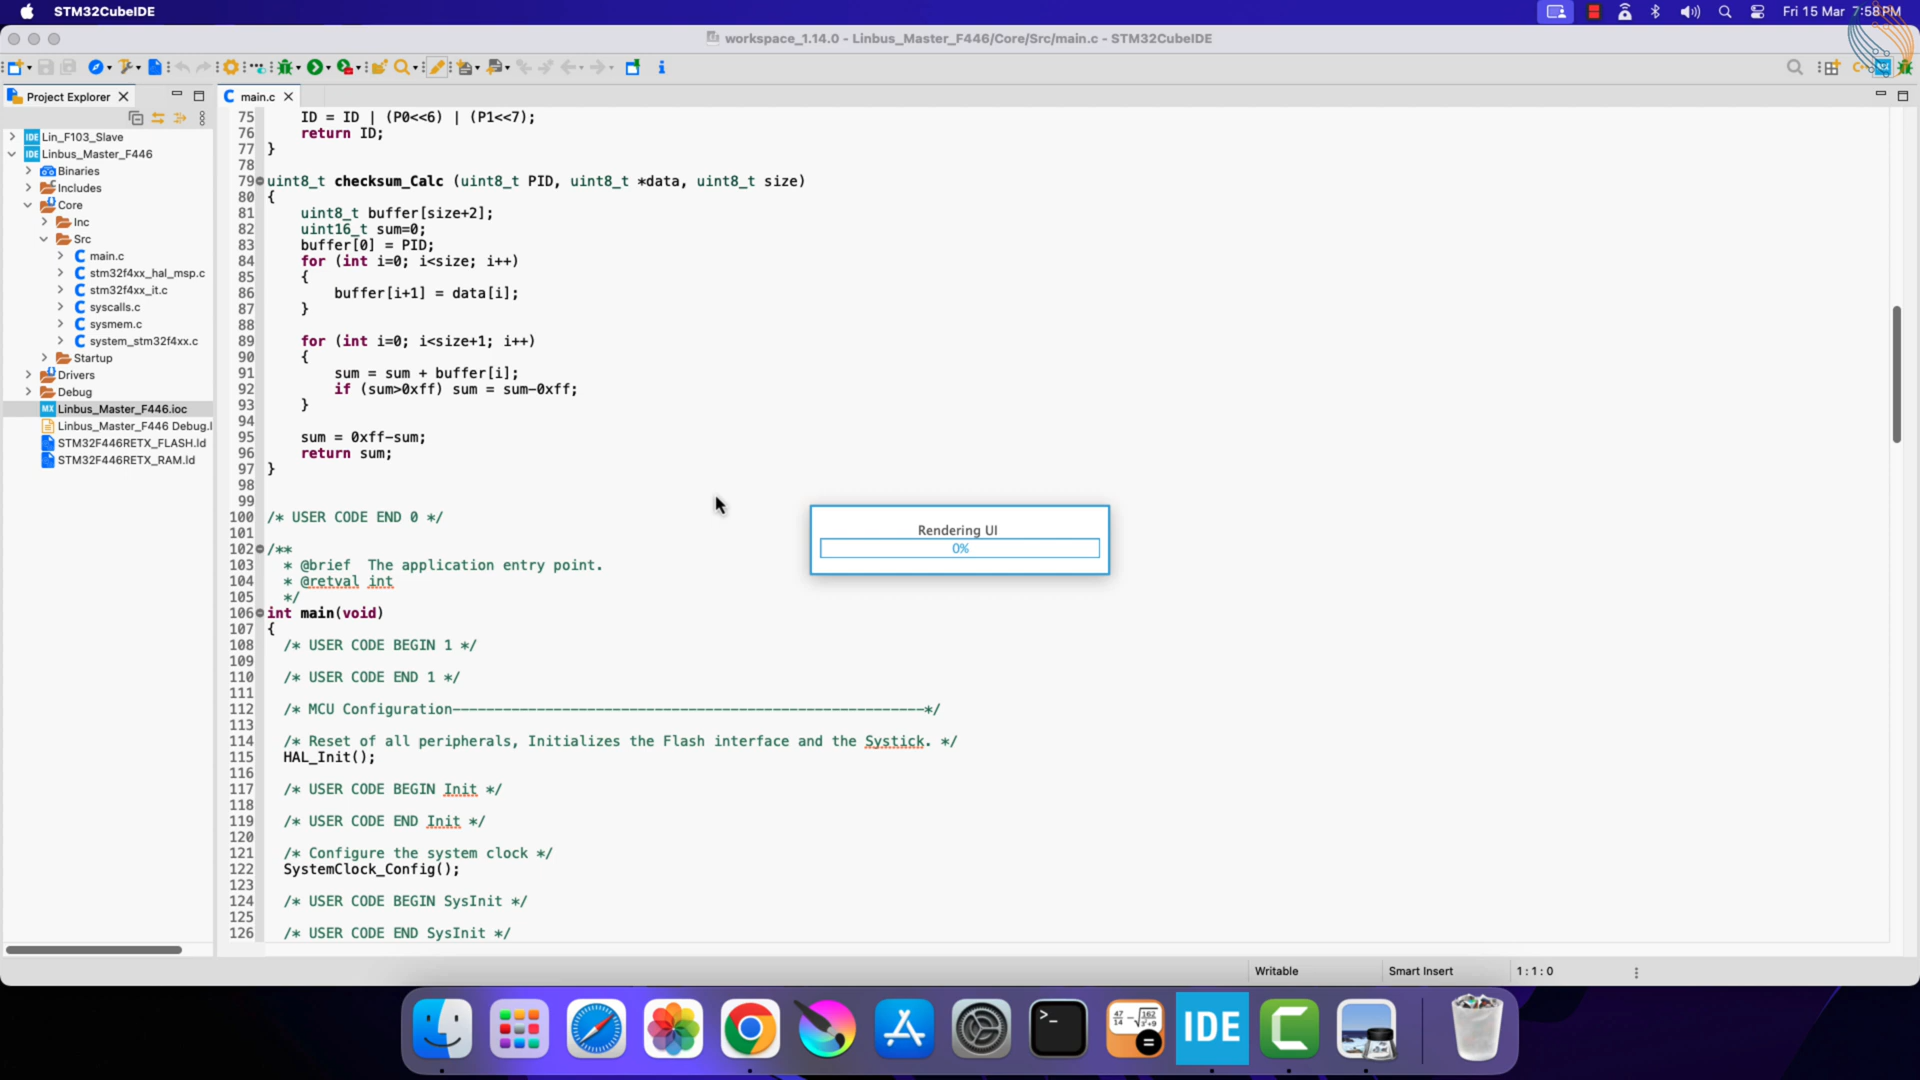 STM32CubeIDE
Fri 15 Mar 7:58PM
workspace_1.14.0 - Linbus_Master_F446/Core/Src/main.c - STM32CubeIDE
Project Explorer
main.c
IDE Lin_F103_Slave
IDE Linbus_Master_F446
Binaries
Includes
Core
Inc
Src
main.c
stm32f4xx_hal_msp.c
stm32f4xx_it.c
syscalls.c
sysmem.c
system_stm32f4xx.c
Startup
Drivers
Debug
MX Linbus_Master_F446.ioc
Linbus_Master_F446 Debug.l
STM32F446RETX_FLASH.ld
STM32F446RETX_RAM.ld
75 ID = ID | (P0<<6) | (P1<<7);
76 return ID;
77 }
78
79 uint8_t checksum_Calc (uint8_t PID, uint8_t *data, uint8_t size)
80 {
81 uint8_t buffer[size+2];
82 uint16_t sum=0;
83 buffer[0] = PID;
84 for (int i=0; i<size; i++)
85 {
86 buffer[i+1] = data[i];
87 }
88
89 for (int i=0; i<size+1; i++)
90 {
91 sum = sum + buffer[i];
92 if (sum>0xff) sum = sum-0xff;
93 }
94
95 sum = 0xff-sum;
96 return sum;
97 }
98
99
100 /* USER CODE END 0 */
101
102 /**
103 * @brief The application entry point.
104 * @retval int
105 */
106 int main(void)
107 {
108 /* USER CODE BEGIN 1 */
109
110 /* USER CODE END 1 */
111
112 /* MCU Configuration--------------------------------------------------------*/
113
114 /* Reset of all peripherals, Initializes the Flash interface and the Systick. */
115 HAL_Init();
116
117 /* USER CODE BEGIN Init */
118
119 /* USER CODE END Init */
120
121 /* Configure the system clock */
122 SystemClock_Config();
123
124 /* USER CODE BEGIN SysInit */
125
126 /* USER CODE END SysInit */
Rendering UI
0%
Writable
Smart Insert
1 : 1 : 0
IDE